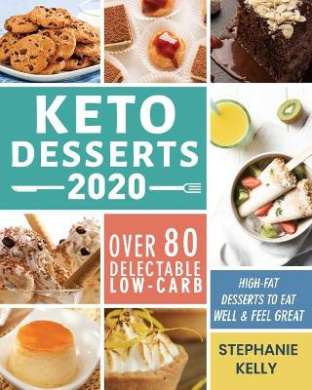 KETO
DESSERTS
2020
OVER 80
DELECTABLE
LOW-CARB
HIGH-FAT
DESSERTS TO EAT
WELL & FEEL GREAT
STEPHANIE
KELLY